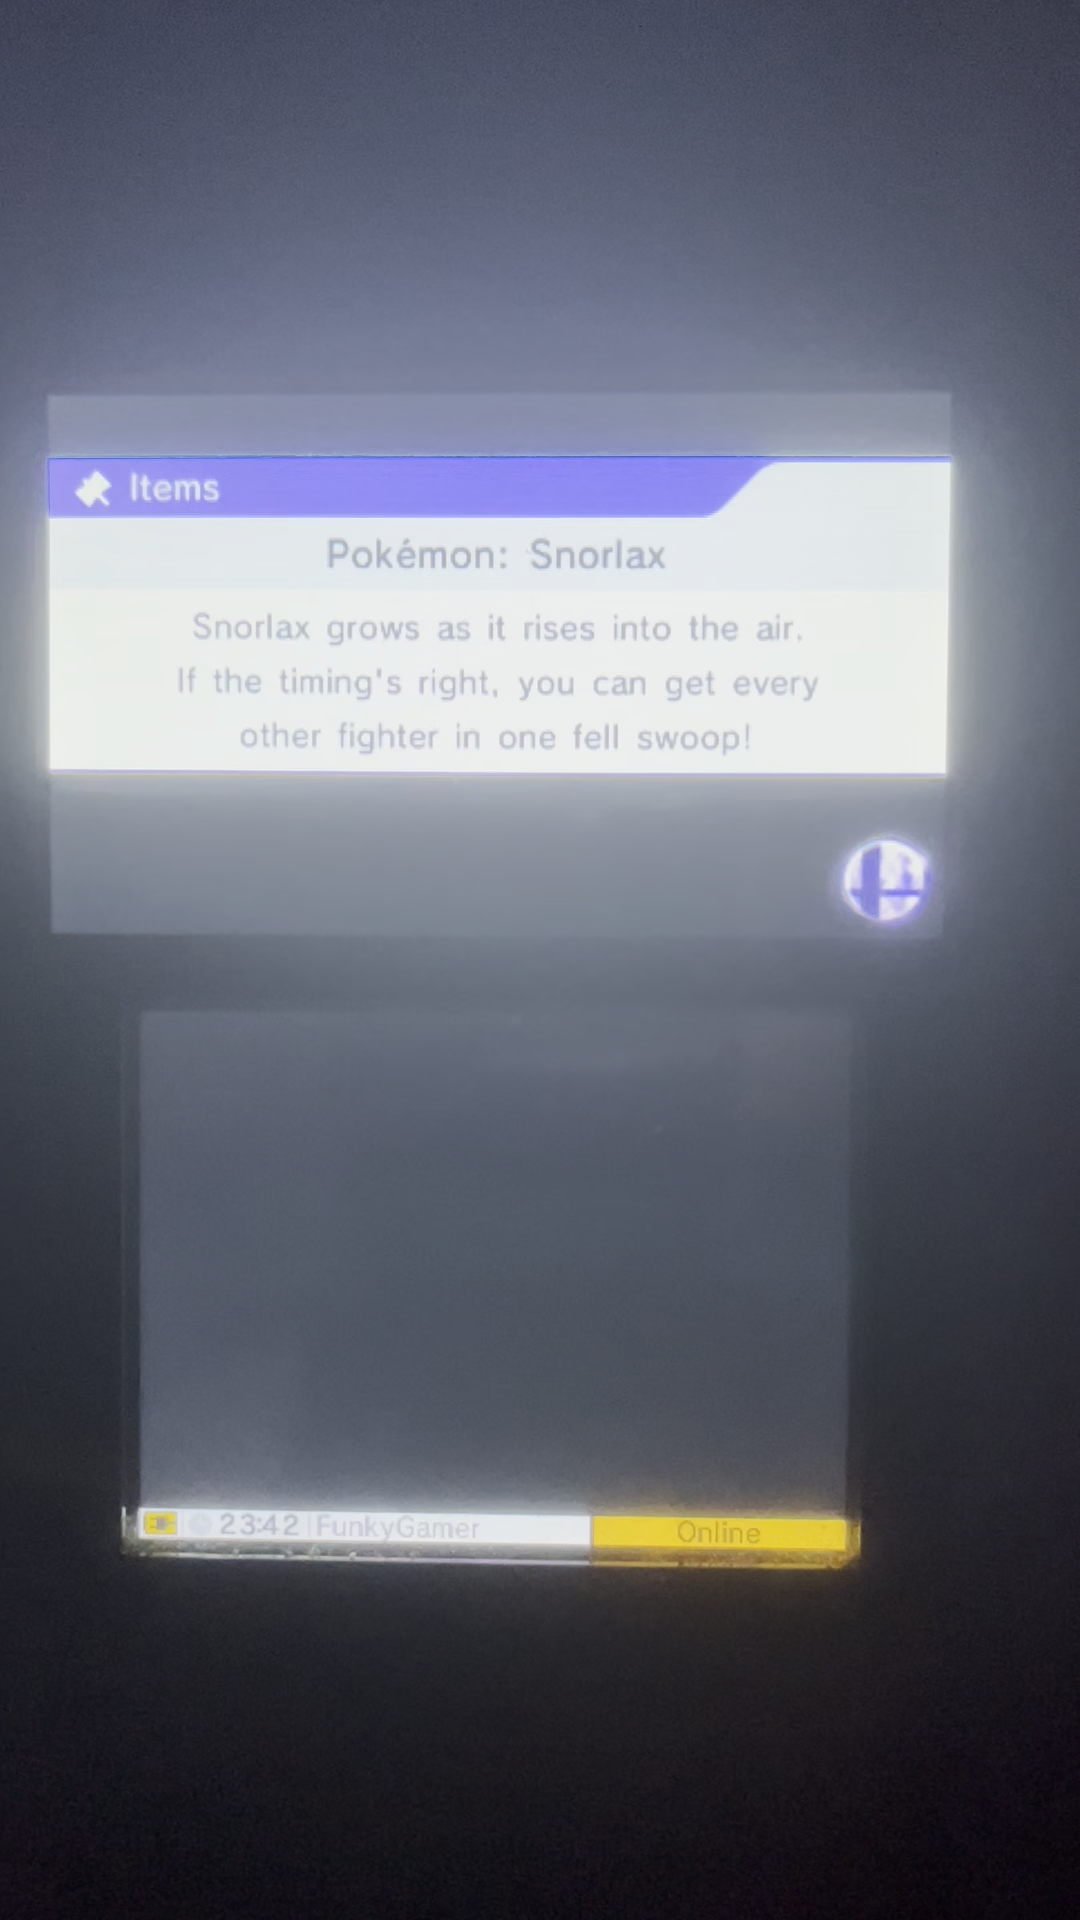 Items
Pokémon: Snorlax
Snorlax grows as it rises into the air.
If the timing's right, you can get every
other fighter in one fell swoop!
23:42 FunkyGamer Online